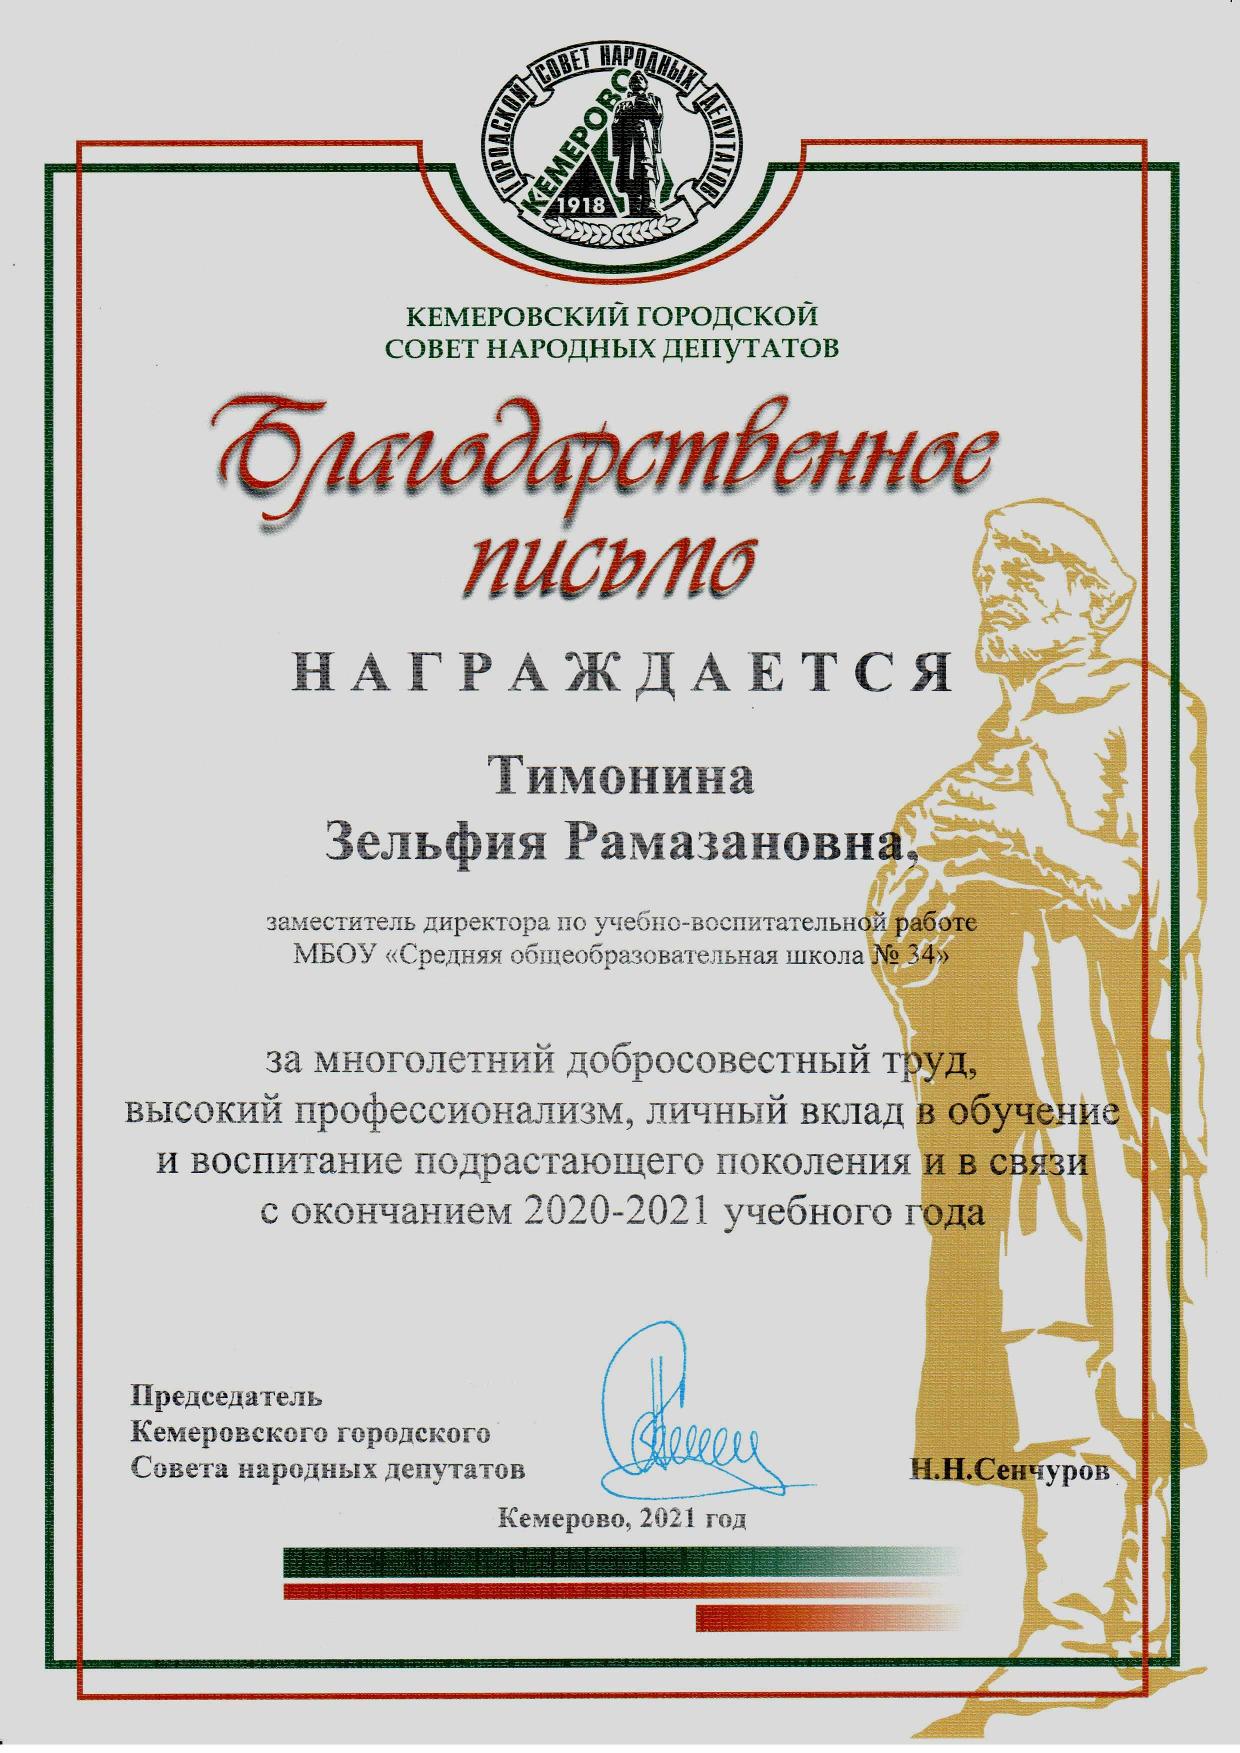 ГОРОДСКОЙ СОВЕТ НАРОДНЫХ ДЕПУТАТОВ
КЕМЕРОВО
1918
КЕМЕРОВСКИЙ ГОРОДСКОЙ
СОВЕТ НАРОДНЫХ ДЕПУТАТОВ
Благодарственное
письмо
НАГРАЖДАЕТСЯ
Тимонина
Зельфия Рамазановна,
заместитель директора по учебно-воспитательной работе
МБОУ «Средняя общеобразовательная школа № 34»
за многолетний добросовестный труд,
высокий профессионализм, личный вклад в обучение
и воспитание подрастающего поколения и в связи
с окончанием 2020-2021 учебного года
Председатель
Кемеровского городского
Совета народных депутатов
Н.Н.Сенчуров
Кемерово, 2021 год